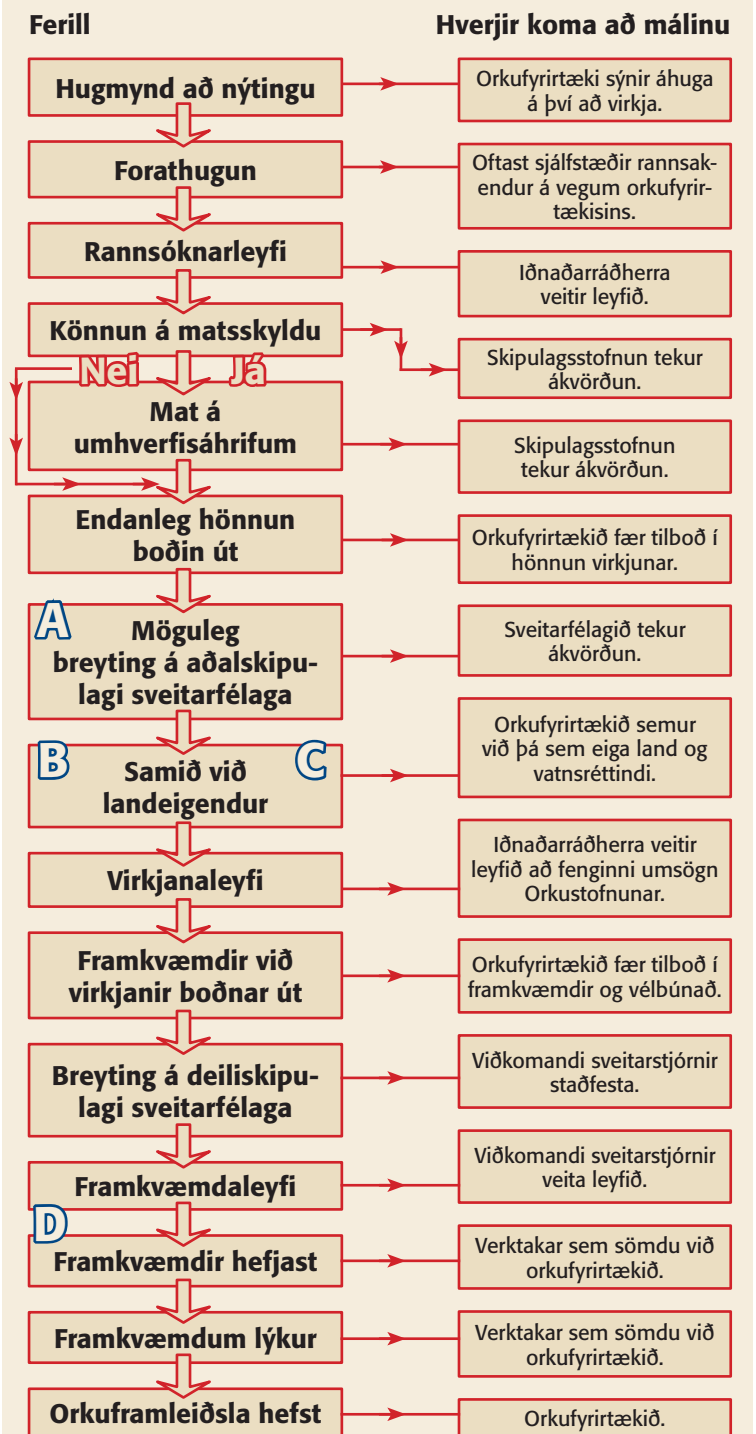 Ferill
Hverjir koma að málinu
Hugmynd að nýtingu
Orkufyrirtæki sýnir áhuga
á því að virkja.
Forathugun
Oftast sjálfstæðir rannsak-
endur á vegum orkufyrir-
tækisins.
Rannsóknarleyfi
Iðnaðarráðherra
veitir leyfið.
Könnun á matsskyldu
Skipulagsstofnun tekur
ákvörðun.
Nei
Já
Mat á
umhverfisáhrifum
Skipulagsstofnun
tekur ákvörðun.
Endanleg hönnun
boðin út
Orkufyrirtækið fær tilboð í
hönnun virkjunar.
A
Möguleg
breyting á aðalskipu-
lagi sveitarfélaga
Sveitarfélagið tekur
ákvörðun.
B
C
Samið við
landeigendur
Orkufyrirtækið semur
við þá sem eiga land og
vatnsréttindi.
Virkjanaleyfi
Iðnaðarráðherra veitir
leyfið að fenginni umsögn
Orkustofnunar.
Framkvæmdir við
virkjanir boðnar út
Orkufyrirtækið fær tilboð í
framkvæmdir og vélbúnað.
Breyting á deiliskipu-
lagi sveitarfélaga
Viðkomandi sveitarstjórnir
staðfesta.
Framkvæmdaleyfi
Viðkomandi sveitarstjórnir
veita leyfið.
D
Framkvæmdir hefjast
Verktakar sem sömdu við
orkufyrirtækið.
Framkvæmdum lýkur
Verktakar sem sömdu við
orkufyrirtækið.
Orkuframleiðsla hefst
Orkufyrirtækið.